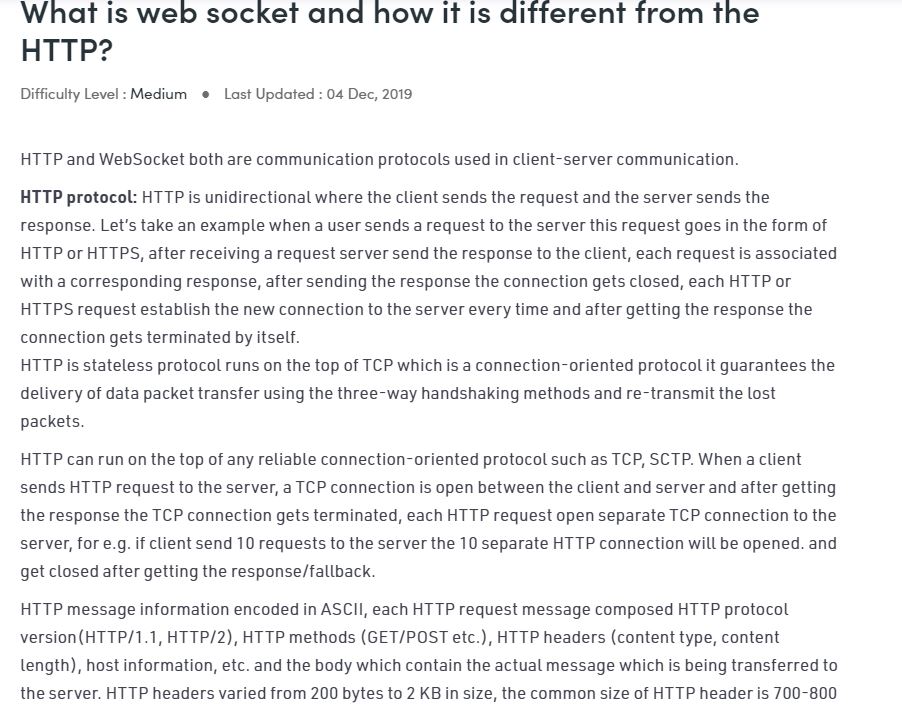 What is web socket and how it is different from the
HTTP?
Difficulty Level : Medium ● Last Updated : 04 Dec, 2019
HTTP and WebSocket both are communication protocols used in client-server communication.
HTTP protocol: HTTP is unidirectional where the client sends the request and the server sends the
response. Let's take an example when a user sends a request to the server this request goes in the form of
HTTP or HTTPS, after receiving a request server send the response to the client, each request is associated
with a corresponding response, after sending the response the connection gets closed, each HTTP or
HTTPS request establish the new connection to the server every time and after getting the response the
connection gets terminated by itself.
HTTP is stateless protocol runs on the top of TCP which is a connection-oriented protocol it guarantees the
delivery of data packet transfer using the three-way handshaking methods and re-transmit the lost
packets.
HTTP can run on the top of any reliable connection-oriented protocol such as TCP, SCTP. When a client
sends HTTP request to the server, a TCP connection is open between the client and server and after getting
the response the TCP connection gets terminated, each HTTP request open separate TCP connection to the
server, for e.g. if client send 10 requests to the server the 10 separate HTTP connection will be opened. and
get closed after getting the response/fallback.
HTTP message information encoded in ASCII, each HTTP request message composed HTTP protocol
version(HTTP/1.1, HTTP/2), HTTP methods (GET/POST etc.), HTTP headers (content type, content
length), host information, etc. and the body which contain the actual message which is being transferred to
the server. HTTP headers varied from 200 bytes to 2 KB in size, the common size of HTTP header is 700-800